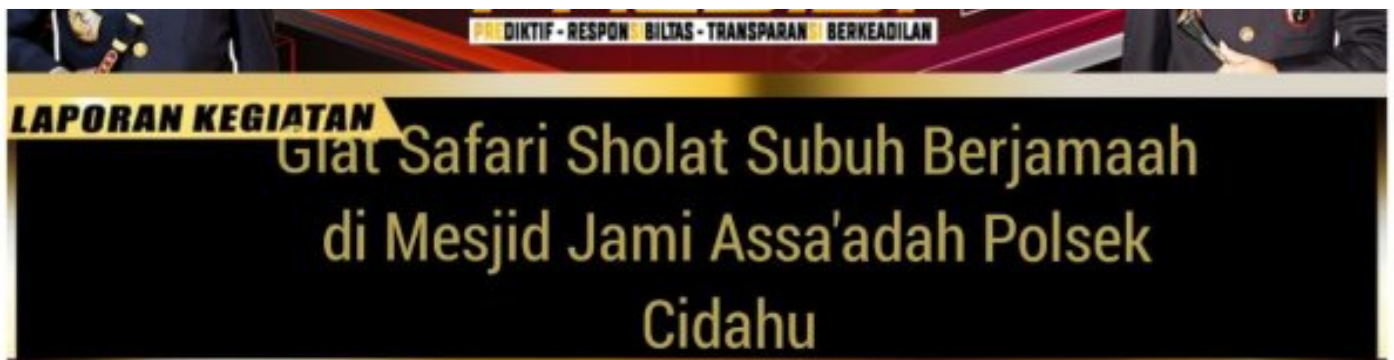 PREDIKTIF - RESPONSIBILTAS - TRANSPARANSI BERKEADILAN
LAPORAN KEGIATAN
Giat Safari Sholat Subuh Berjamaah
di Mesjid Jami Assa'adah Polsek
Cidahu